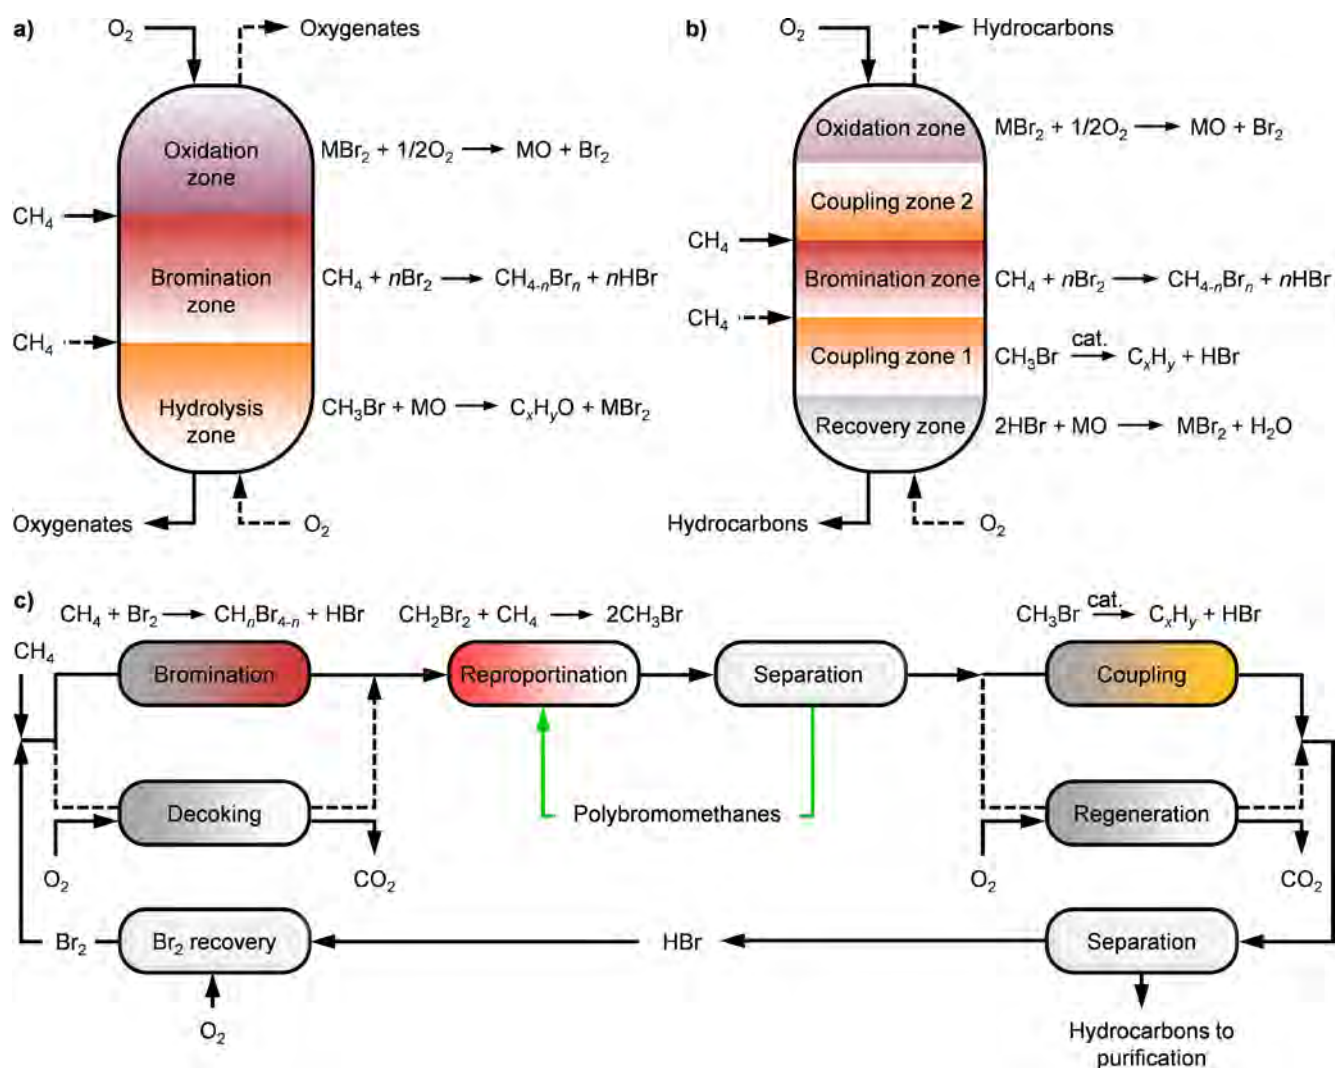 a)
O2
Oxygenates
Oxidation
zone
MBr2 + 1/2O2 → MO + Br2
CH4
Bromination
zone
CH4 + nBr2 → CH4-nBrn + nHBr
CH4
Hydrolysis
zone
CH3Br + MO → CxHyO + MBr2
Oxygenates
O2
b)
O2
Hydrocarbons
Oxidation zone
MBr2 + 1/2O2 → MO + Br2
Coupling zone 2
CH4
Bromination zone
CH4 + nBr2 → CH4-nBrn + nHBr
CH4
Coupling zone 1
CH3Br cat. → CxHy + HBr
Recovery zone
2HBr + MO → MBr2 + H2O
Hydrocarbons
O2
c)
CH4 + Br2 → CHnBr4-n + HBr
CH2Br2 + CH4 → 2CH3Br
CH3Br cat. → CxHy + HBr
CH4
Bromination
Reproportination
Separation
Coupling
Decoking
Polybromomethanes
Regeneration
O2
CO2
O2
CO2
Br2
Br2 recovery
HBr
Separation
O2
Hydrocarbons to
purification